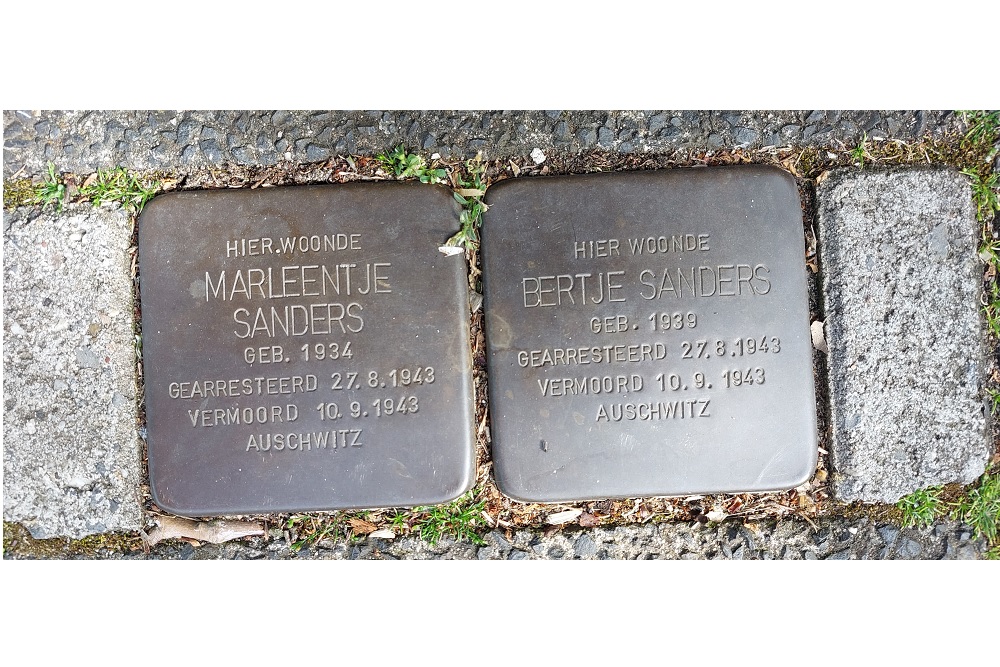 HIER WOONDE
MARLEENTJE
SANDERS
GEB. 1934
GEARRESTEERD 27.8.1943
VERMOORD 10.9.1943
AUSCHWITZ
HIER WOONDE
BERTJE SANDERS
GEB. 1939
GEARRESTEERD 27.8.1943
VERMOORD 10.9.1943
AUSCHWITZ